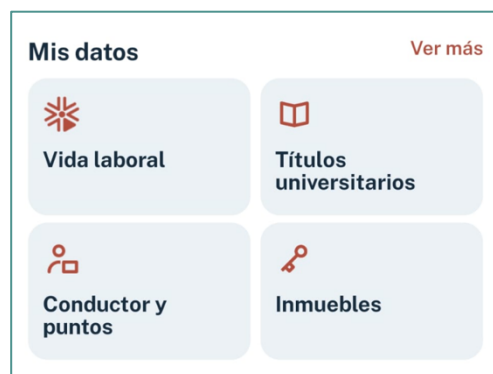 Mis datos
Ver más
Vida laboral
Títulos
universitarios
Conductor y
puntos
Inmuebles